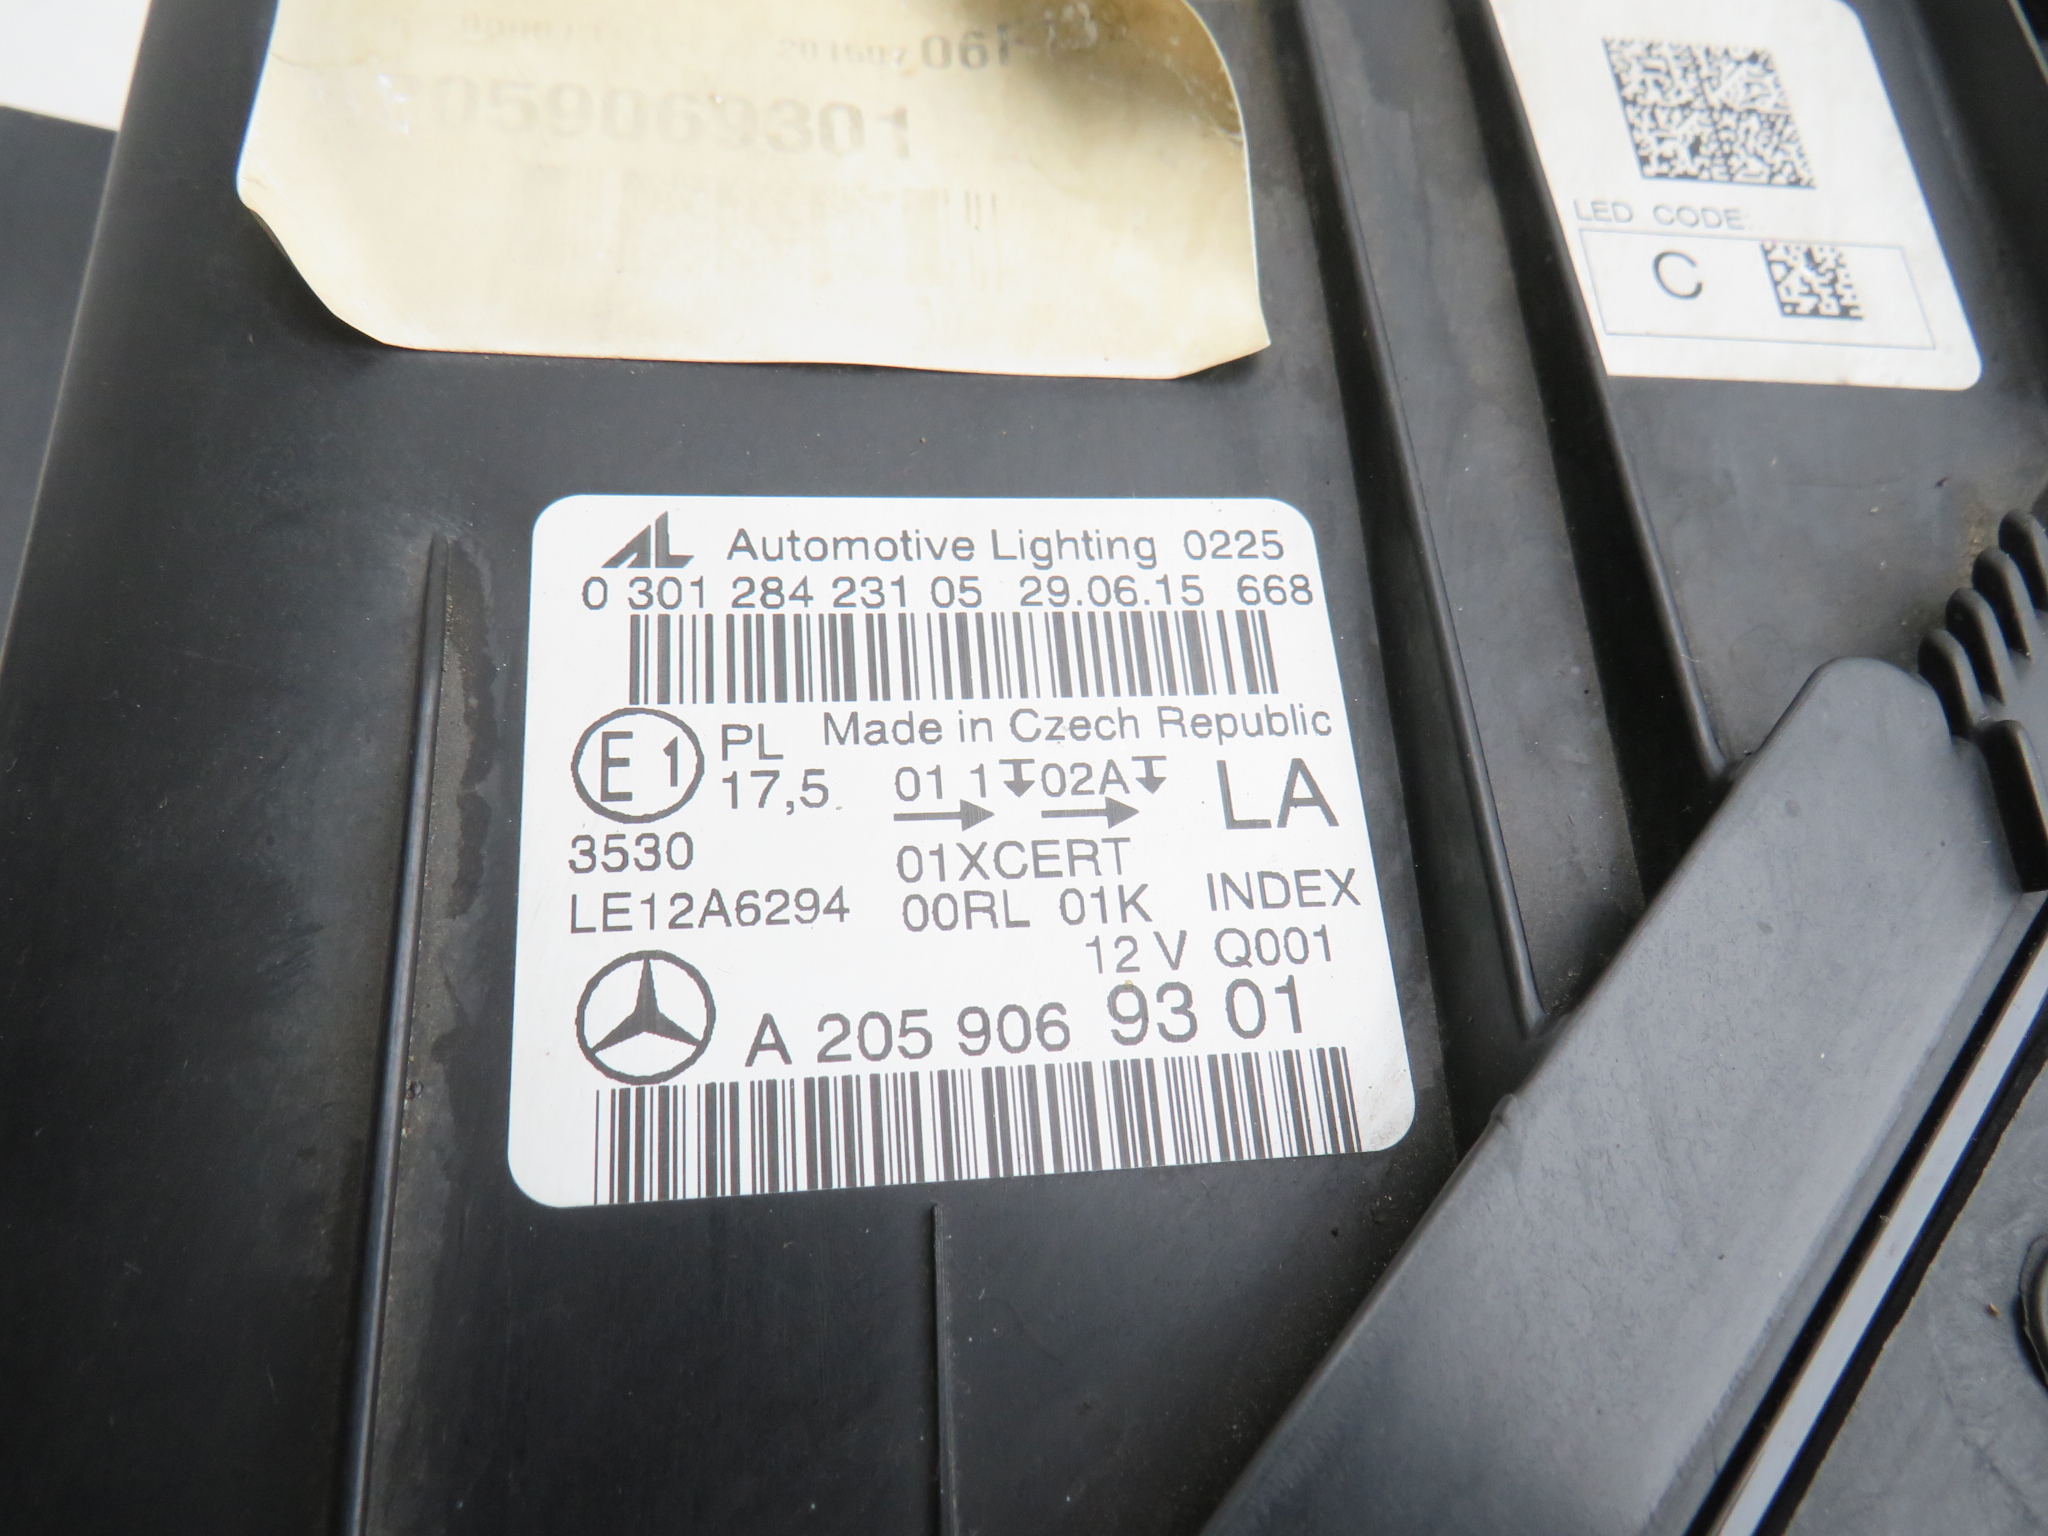 059069301
LED CODE
C
AL Automotive Lighting 0225
0 301 284 231 05 29.06.15 668
E1 PL Made in Czech Republic
17,5 01 1 02A LA
3530 01XCERT
LE12A6294 00RL 01K INDEX
12 V Q001
A 205 906 93 01